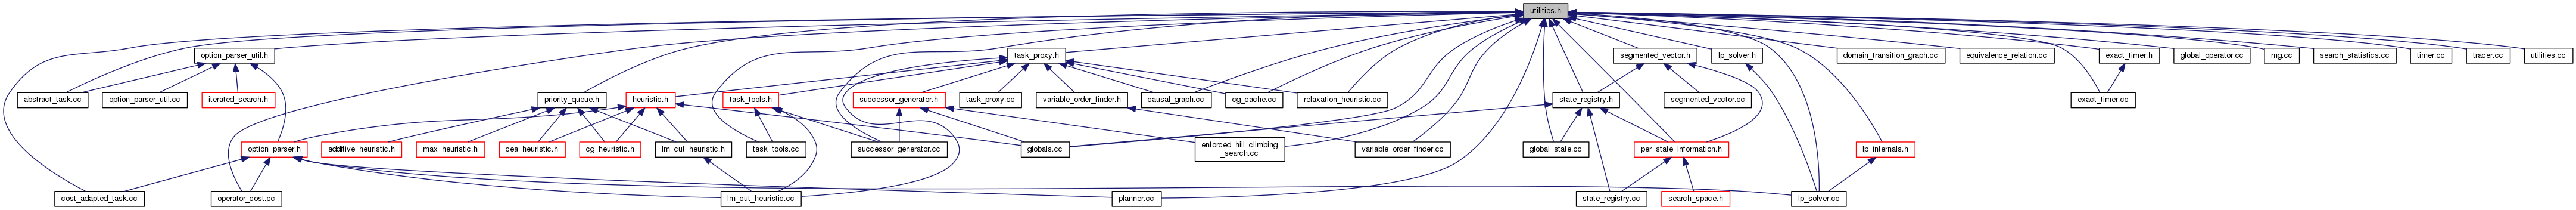 utilities.h
option_parser_util.h
task_proxy.h
segmented_vector.h
lp_solver.h
domain_transition_graph.cc
equivalence_relation.cc
exact_timer.h
global_operator.cc
rng.cc
search_statistics.cc
timer.cc
tracer.cc
utilities.cc
abstract_task.cc
option_parser_util.cc
iterated_search.h
priority_queue.h
heuristic.h
task_tools.h
successor_generator.h
task_proxy.cc
variable_order_finder.h
causal_graph.cc
cg_cache.cc
relaxation_heuristic.cc
state_registry.h
segmented_vector.cc
exact_timer.cc
option_parser.h
additive_heuristic.h
max_heuristic.h
cea_heuristic.h
cg_heuristic.h
lm_cut_heuristic.h
task_tools.cc
successor_generator.cc
globals.cc
enforced_hill_climbing
_search.cc
variable_order_finder.cc
global_state.cc
per_state_information.h
lp_internals.h
cost_adapted_task.cc
operator_cost.cc
lm_cut_heuristic.cc
planner.cc
state_registry.cc
search_space.h
lp_solver.cc